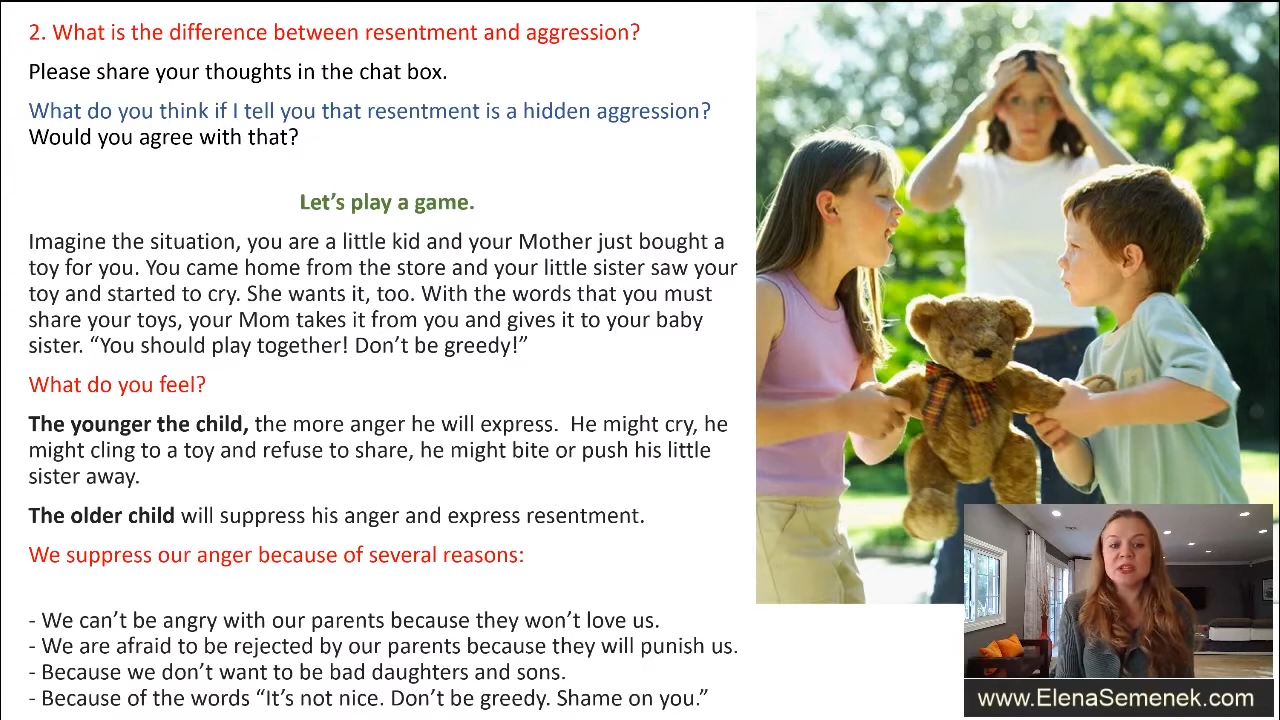 2. What is the difference between resentment and aggression?
Please share your thoughts in the chat box.
What do you think if I tell you that resentment is a hidden aggression?
Would you agree with that?
Let’s play a game.
Imagine the situation, you are a little kid and your Mother just bought a
toy for you. You came home from the store and your little sister saw your
toy and started to cry. She wants it, too. With the words that you must
share your toys, your Mom takes it from you and gives it to your baby
sister. “You should play together! Don’t be greedy!”
What do you feel?
The younger the child, the more anger he will express.  He might cry, he
might cling to a toy and refuse to share, he might bite or push his little
sister away.
The older child will suppress his anger and express resentment.
We suppress our anger because of several reasons:
- We can’t be angry with our parents because they won’t love us.
- We are afraid to be rejected by our parents because they will punish us.
- Because we don’t want to be bad daughters and sons.
- Because of the words “It’s not nice. Don’t be greedy. Shame on you.”
www.ElenaSemenek.com